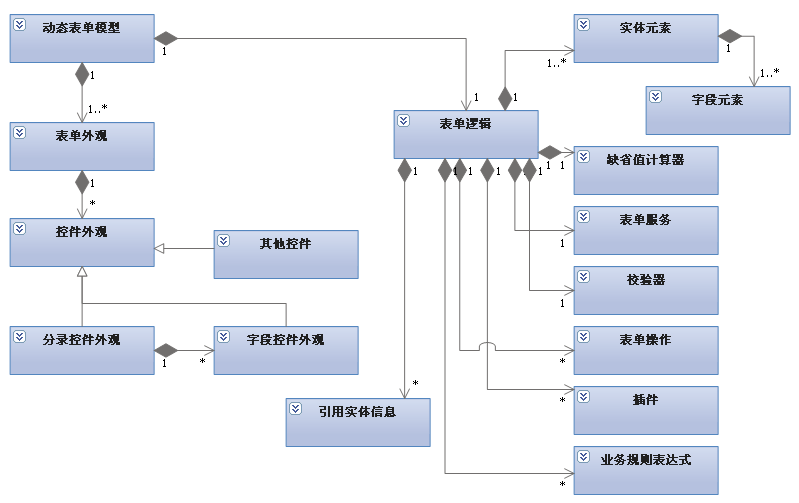 动态表单模型
1
1
1
1..*
表单外观
1
*
控件外观
其他控件
分录控件外观
1
*
字段控件外观
表单逻辑
1
1
1..*
实体元素
1
1..*
字段元素
1
1
缺省值计算器
1
1
1
1
1
表单服务
1
校验器
1
表单操作
*
插件
*
业务规则表达式
*
引用实体信息
*